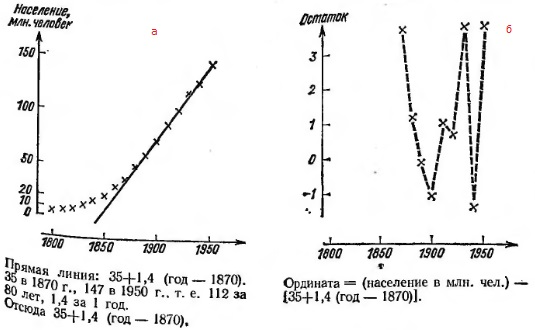 Население,
млн. человек
а
150
100
50
20
10
0
1800
1850
1900
1950
Прямая линия: 35+1,4 (год — 1870).
35 в 1870 г., 147 в 1950 г., т. е. 112 за
80 лет, 1,4 за 1 год.
Отсюда 35+1,4 (год — 1870).
Остаток
б
3
2
1
0
-1
1800
1850
1900
1950
Ордината = (население в млн. чел.) —
[35+1,4 (год — 1870)].